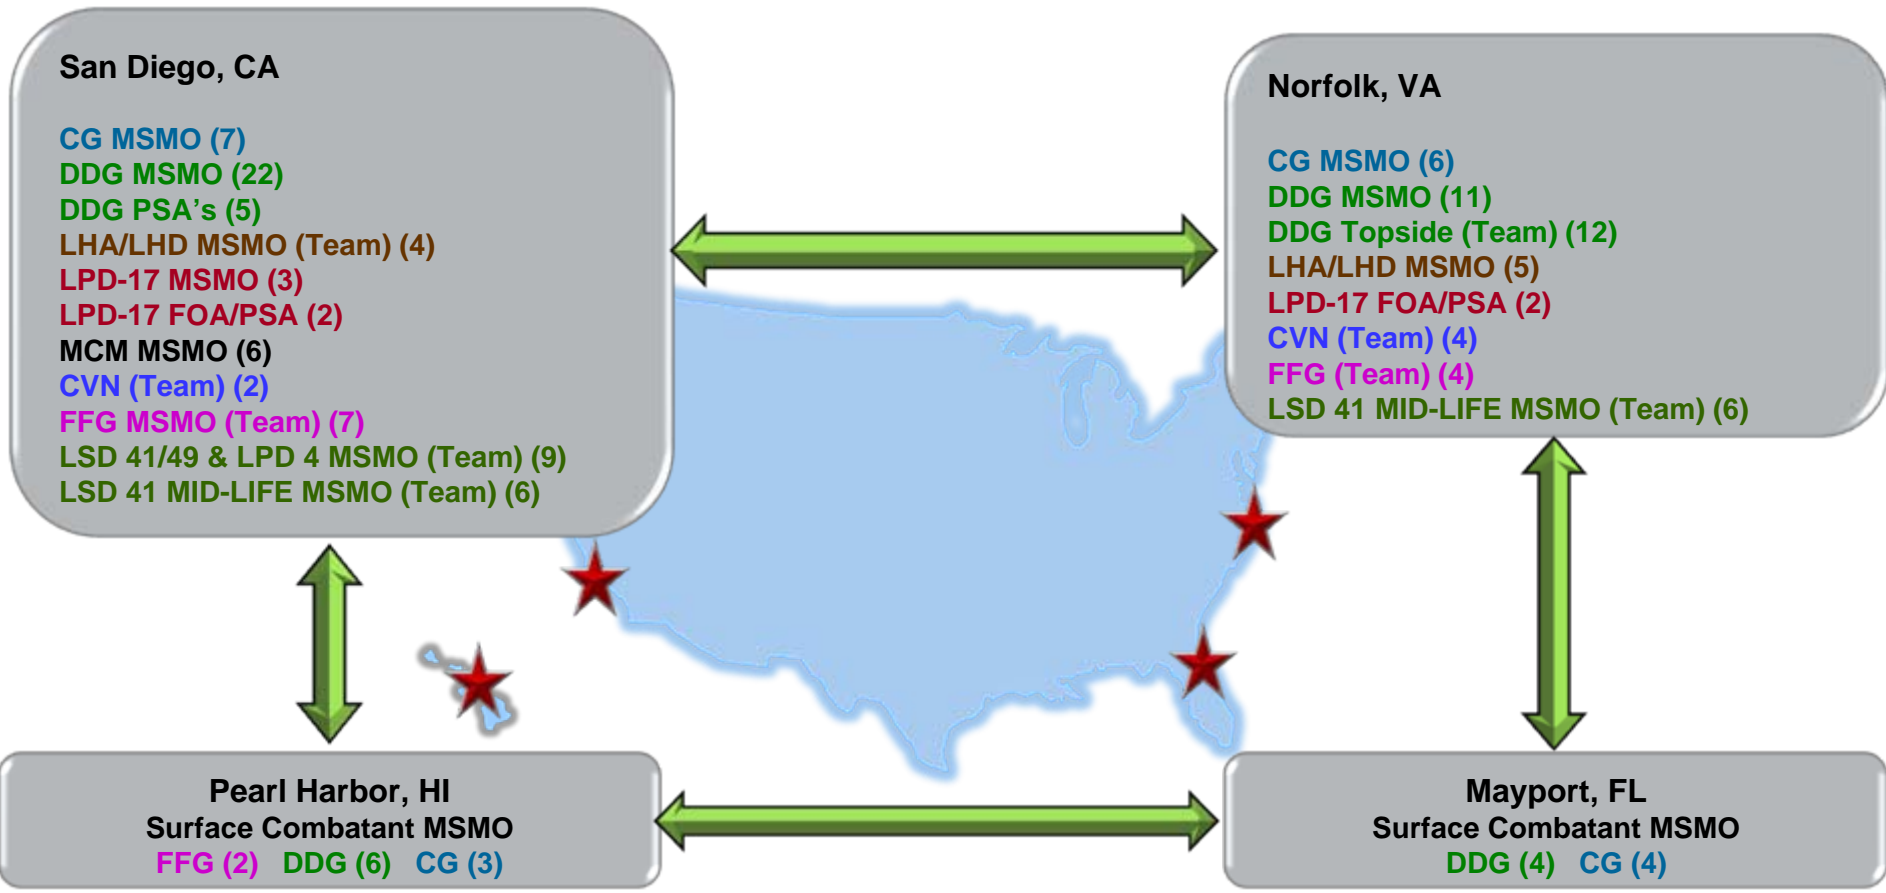 San Diego, CA
CG MSMO (7)
DDG MSMO (22)
DDG PSA's (5)
LHA/LHD MSMO (Team) (4)
LPD-17 MSMO (3)
LPD-17 FOA/PSA (2)
MCM MSMO (6)
CVN (Team) (2)
FFG MSMO (Team) (7)
LSD 41/49 & LPD 4 MSMO (Team) (9)
LSD 41 MID-LIFE MSMO (Team) (6)
Norfolk, VA
CG MSMO (6)
DDG MSMO (11)
DDG Topside (Team) (12)
LHA/LHD MSMO (5)
LPD-17 FOA/PSA (2)
CVN (Team) (4)
FFG (Team) (4)
LSD 41 MID-LIFE MSMO (Team) (6)
Pearl Harbor, HI
Surface Combatant MSMO
FFG (2) DDG (6) CG (3)
Mayport, FL
Surface Combatant MSMO
DDG (4) CG (4)